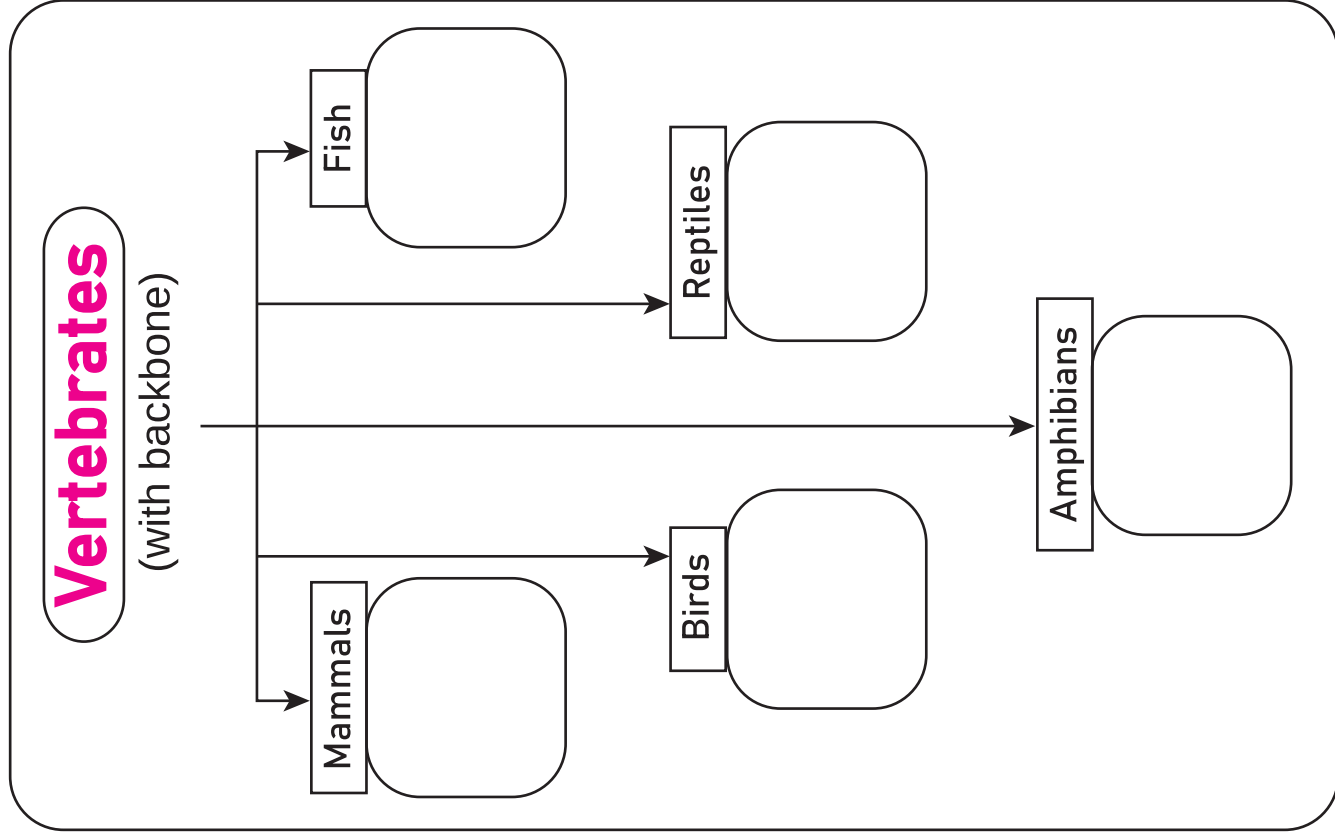 Vertebrates
(with backbone)
Mammals
Fish
Birds
Reptiles
Amphibians